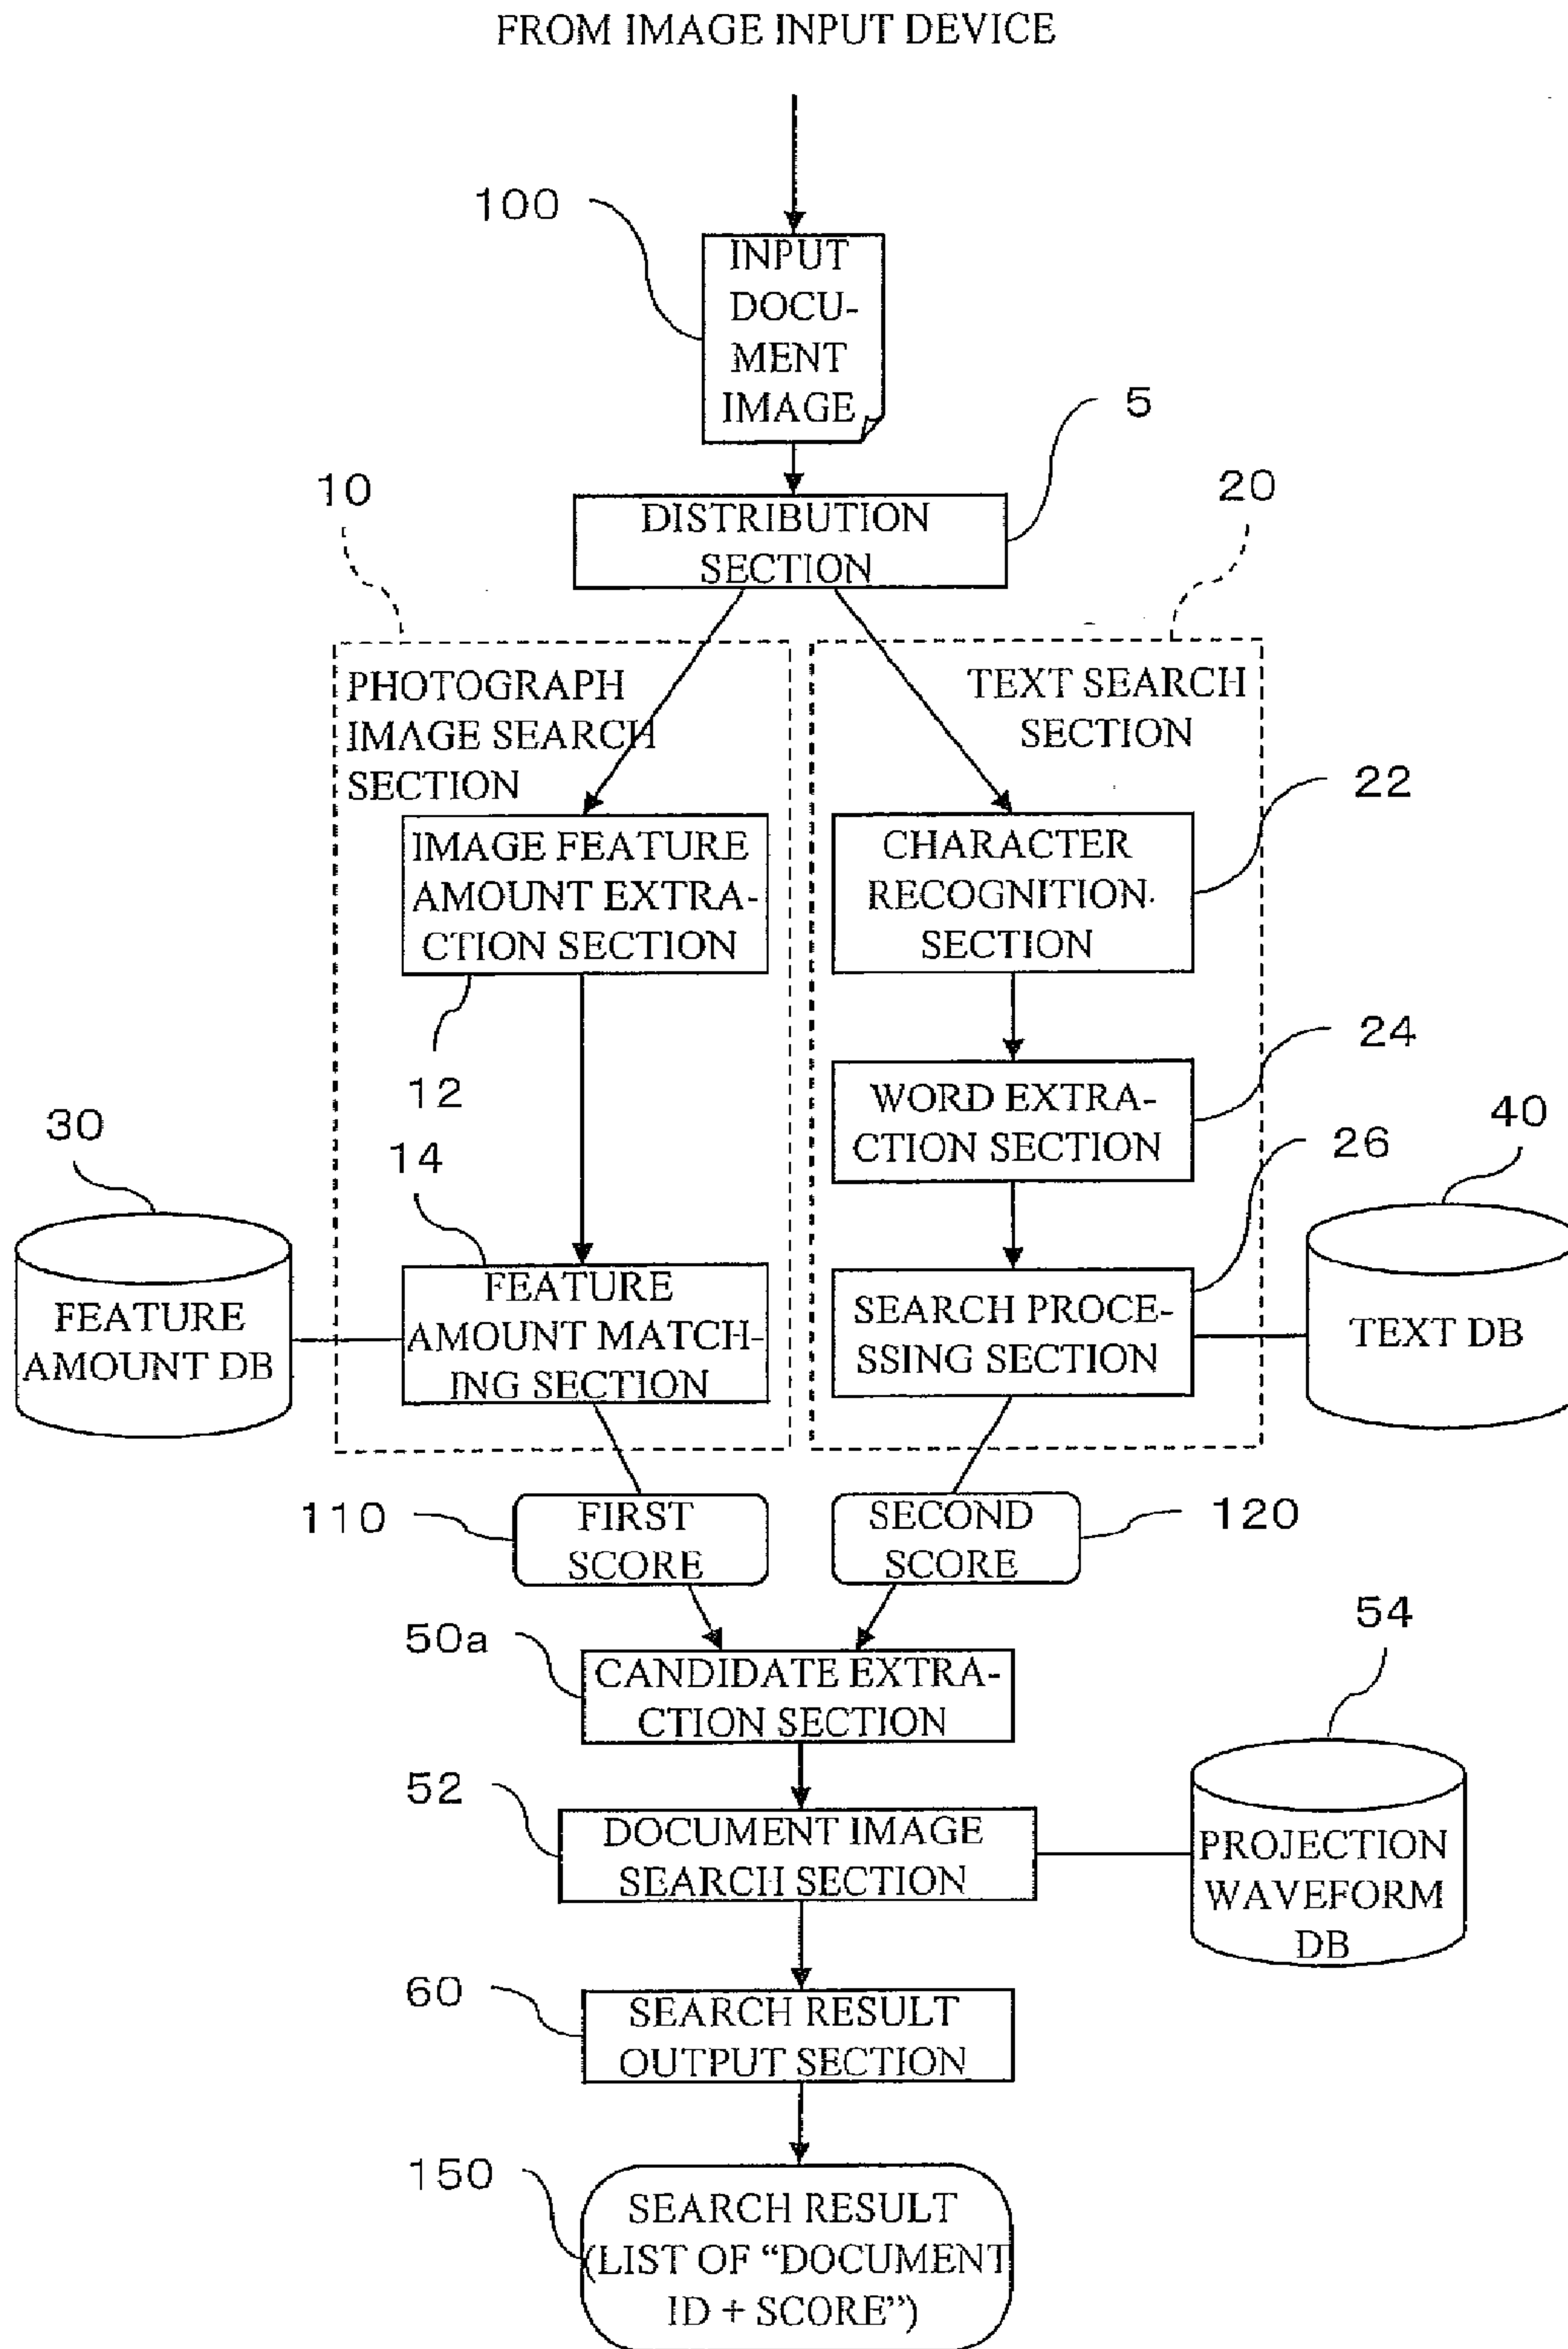 FROM IMAGE INPUT DEVICE
100
INPUT
DOCU-
MENT
IMAGE
5
10
20
DISTRIBUTION
SECTION
PHOTOGRAPH
IMAGE SEARCH
SECTION
TEXT SEARCH
SECTION
22
IMAGE FEATURE
AMOUNT EXTRA-
CTION SECTION
CHARACTER
RECOGNITION
SECTION
12
24
WORD EXTRA-
CTION SECTION
30
14
26
40
FEATURE
AMOUNT DB
FEATURE
AMOUNT MATCH-
ING SECTION
SEARCH PROCE-
SSING SECTION
TEXT DB
110
FIRST
SCORE
SECOND
SCORE
120
50a
CANDIDATE EXTRA-
CTION SECTION
54
52
DOCUMENT IMAGE
SEARCH SECTION
PROJECTION
WAVEFORM
DB
60
SEARCH RESULT
OUTPUT SECTION
150
SEARCH RESULT
(LIST OF “DOCUMENT
ID + SCORE”)